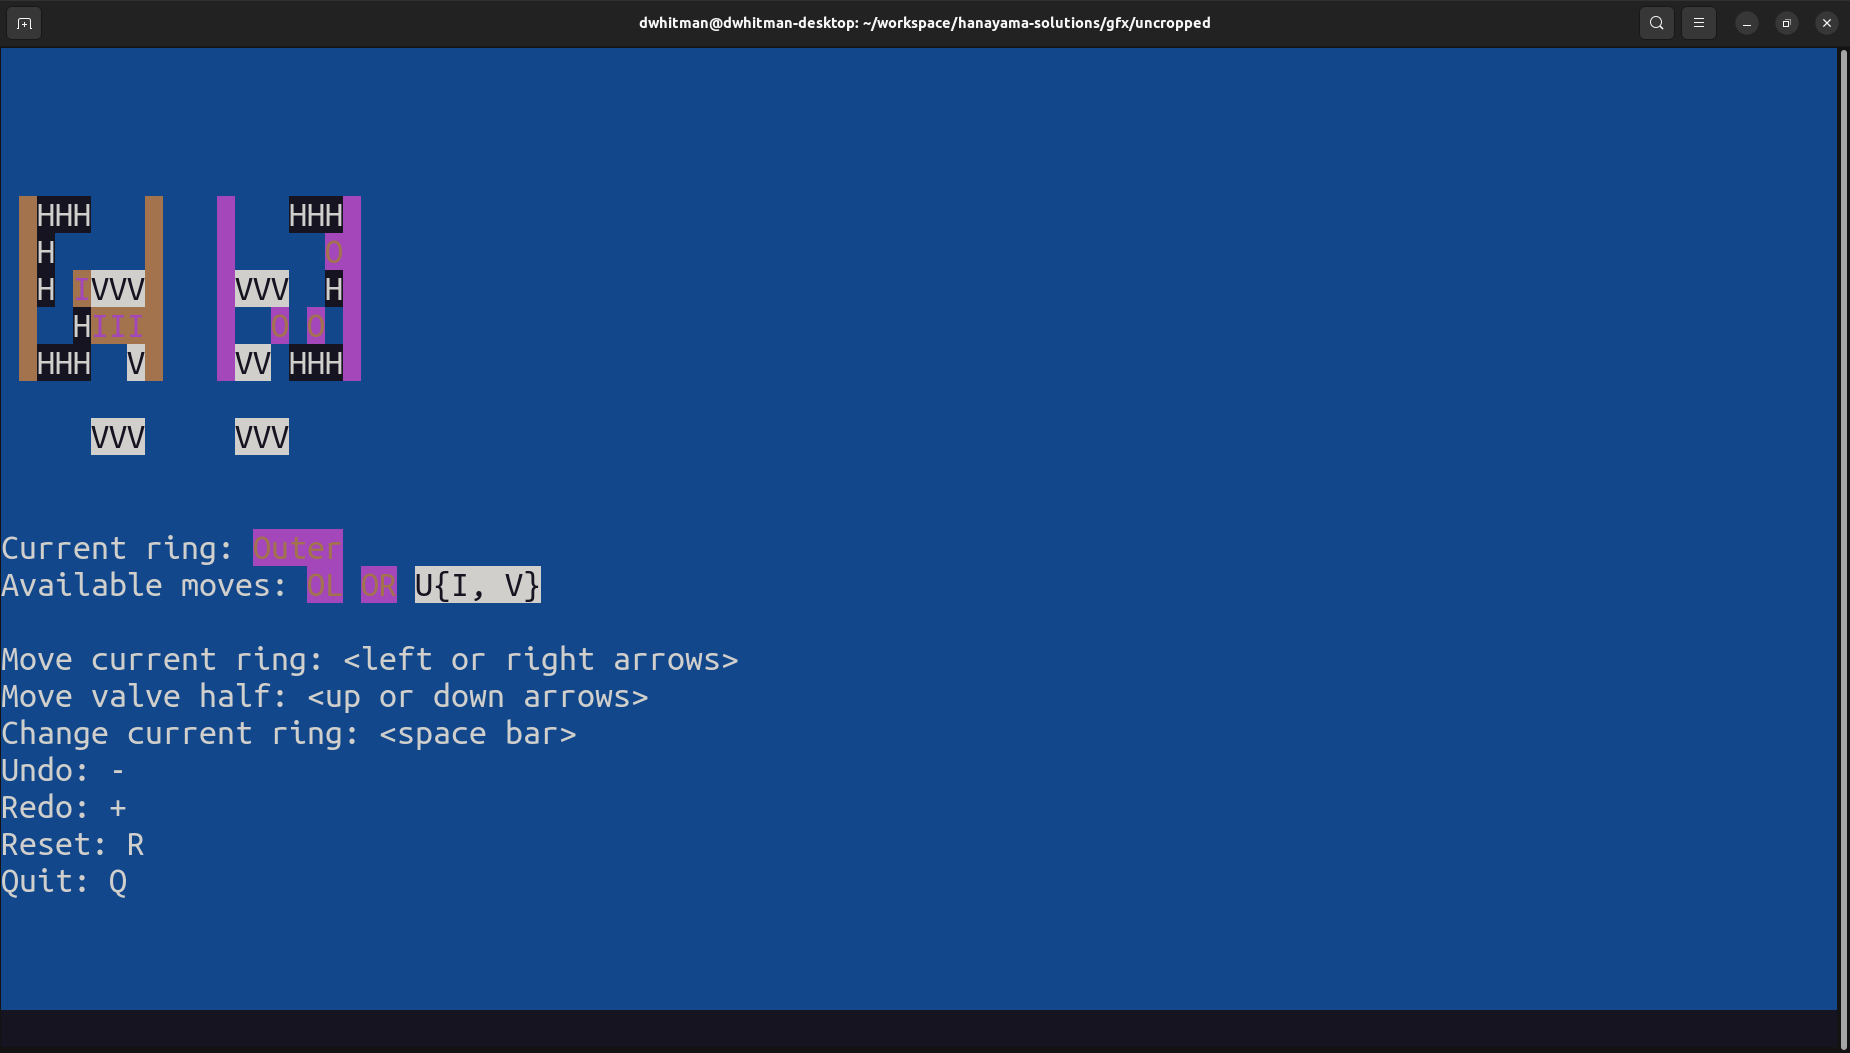 dwhitman@dwhitman-desktop: ~/workspace/hanayama-solutions/gfx/uncropped
HHH HHH
H O
H IVVV VVV H
HIII O O
HHH V VV HHH
VVV VVV
Current ring: Outer
Available moves: OL OR U{I, V}
Move current ring: <left or right arrows>
Move valve half: <up or down arrows>
Change current ring: <space bar>
Undo: -
Redo: +
Reset: R
Quit: Q